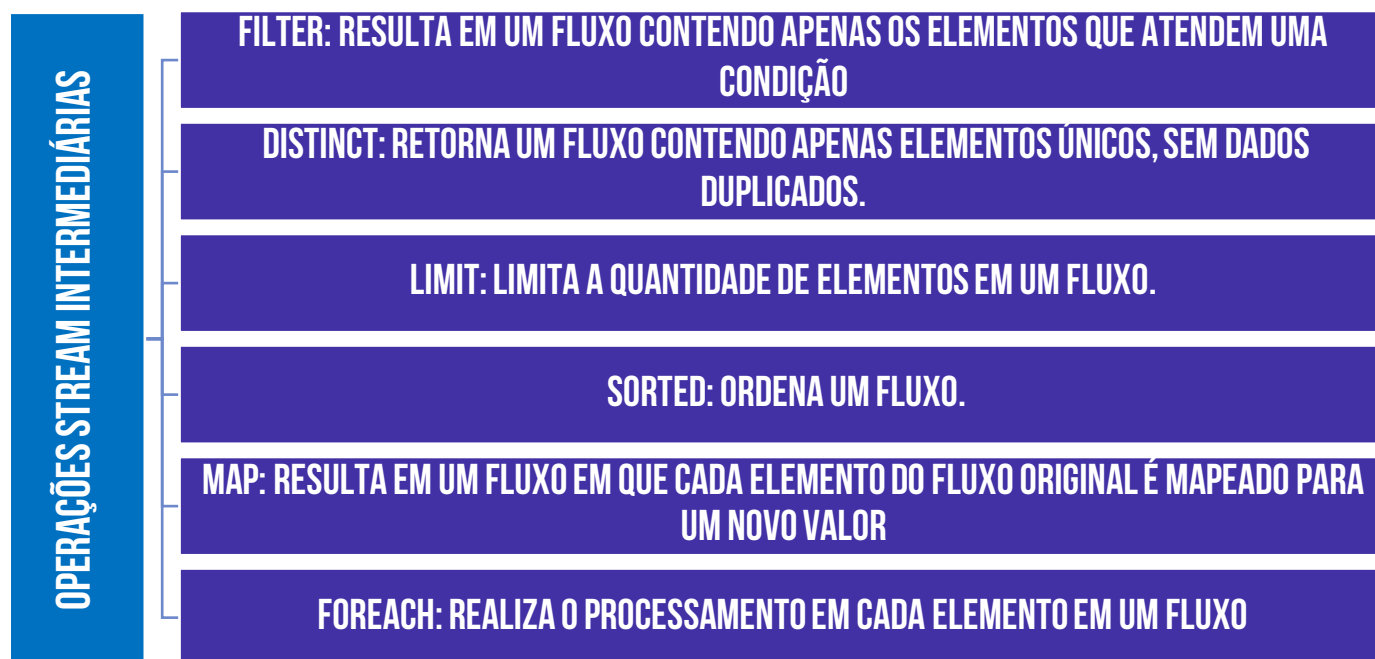 OPERAÇÕES STREAM INTERMEDIÁRIAS
FILTER: RESULTA EM UM FLUXO CONTENDO APENAS OS ELEMENTOS QUE ATENDEM UMA
CONDIÇÃO
DISTINCT: RETORNA UM FLUXO CONTENDO APENAS ELEMENTOS ÚNICOS, SEM DADOS
DUPLICADOS.
LIMIT: LIMITA A QUANTIDADE DE ELEMENTOS EM UM FLUXO.
SORTED: ORDENA UM FLUXO.
MAP: RESULTA EM UM FLUXO EM QUE CADA ELEMENTO DO FLUXO ORIGINAL É MAPEADO PARA
UM NOVO VALOR
FOREACH: REALIZA O PROCESSAMENTO EM CADA ELEMENTO EM UM FLUXO